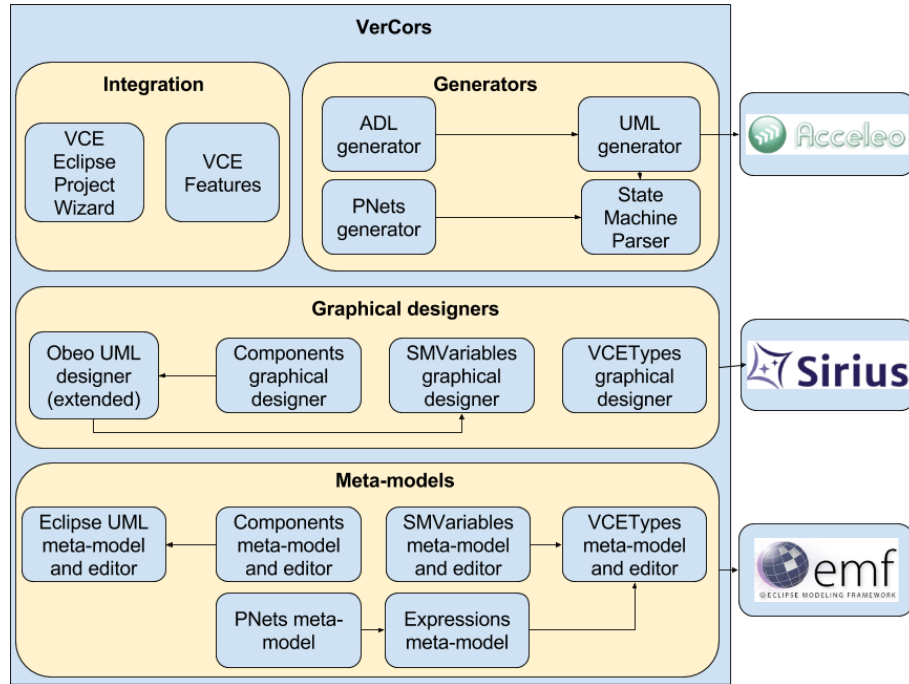 VerCors
Integration
VCE
Eclipse
Project
Wizard
VCE
Features
Generators
ADL
generator
UML
generator
PNets
generator
State
Machine
Parser
Acceleo
Graphical designers
Obeo UML
designer
(extended)
Components
graphical
designer
SMVariables
graphical
designer
VCETypes
graphical
designer
Sirius
Meta-models
Eclipse UML
meta-model
and editor
Components
meta-model
and editor
SMVariables
meta-model
and editor
VCETypes
meta-model
and editor
PNets meta-
model
Expressions
meta-model
emf
ECLIPSE MODELING FRAMEWORK